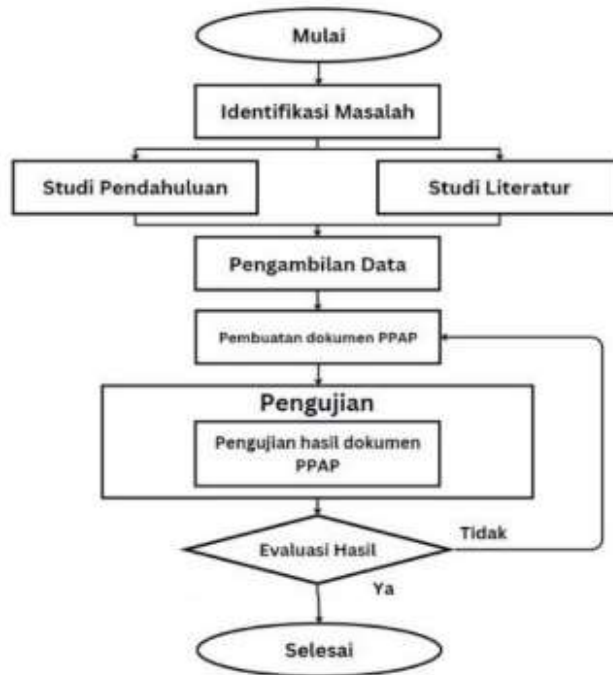 Mulai
Identifikasi Masalah
Studi Pendahuluan
Studi Literatur
Pengambilan Data
Pembuatan dokumen PPAP
Pengujian
Pengujian hasil dokumen
PPAP
Evaluasi Hasil
Tidak
Ya
Selesai